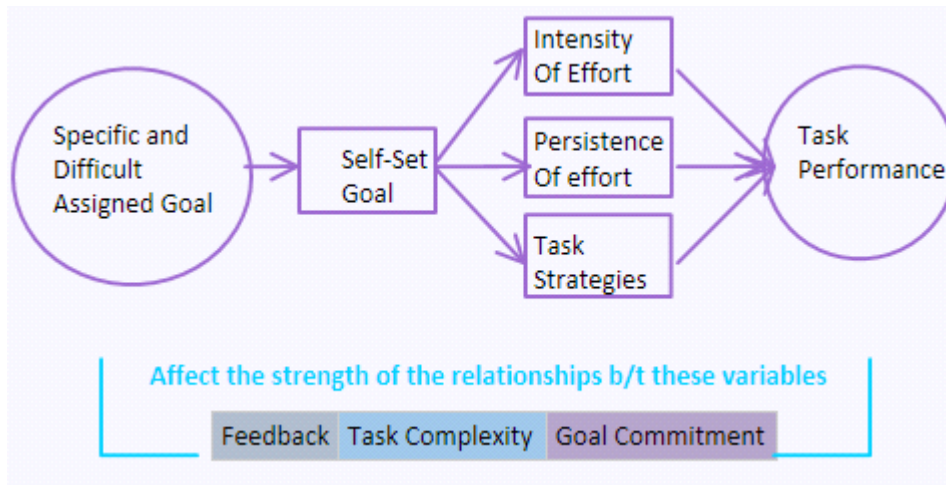 Specific and
Difficult
Assigned Goal
Self-Set
Goal
Intensity
Of Effort
Persistence
Of effort
Task
Strategies
Task
Performance
Affect the strength of the relationships b/t these variables
Feedback Task Complexity Goal Commitment